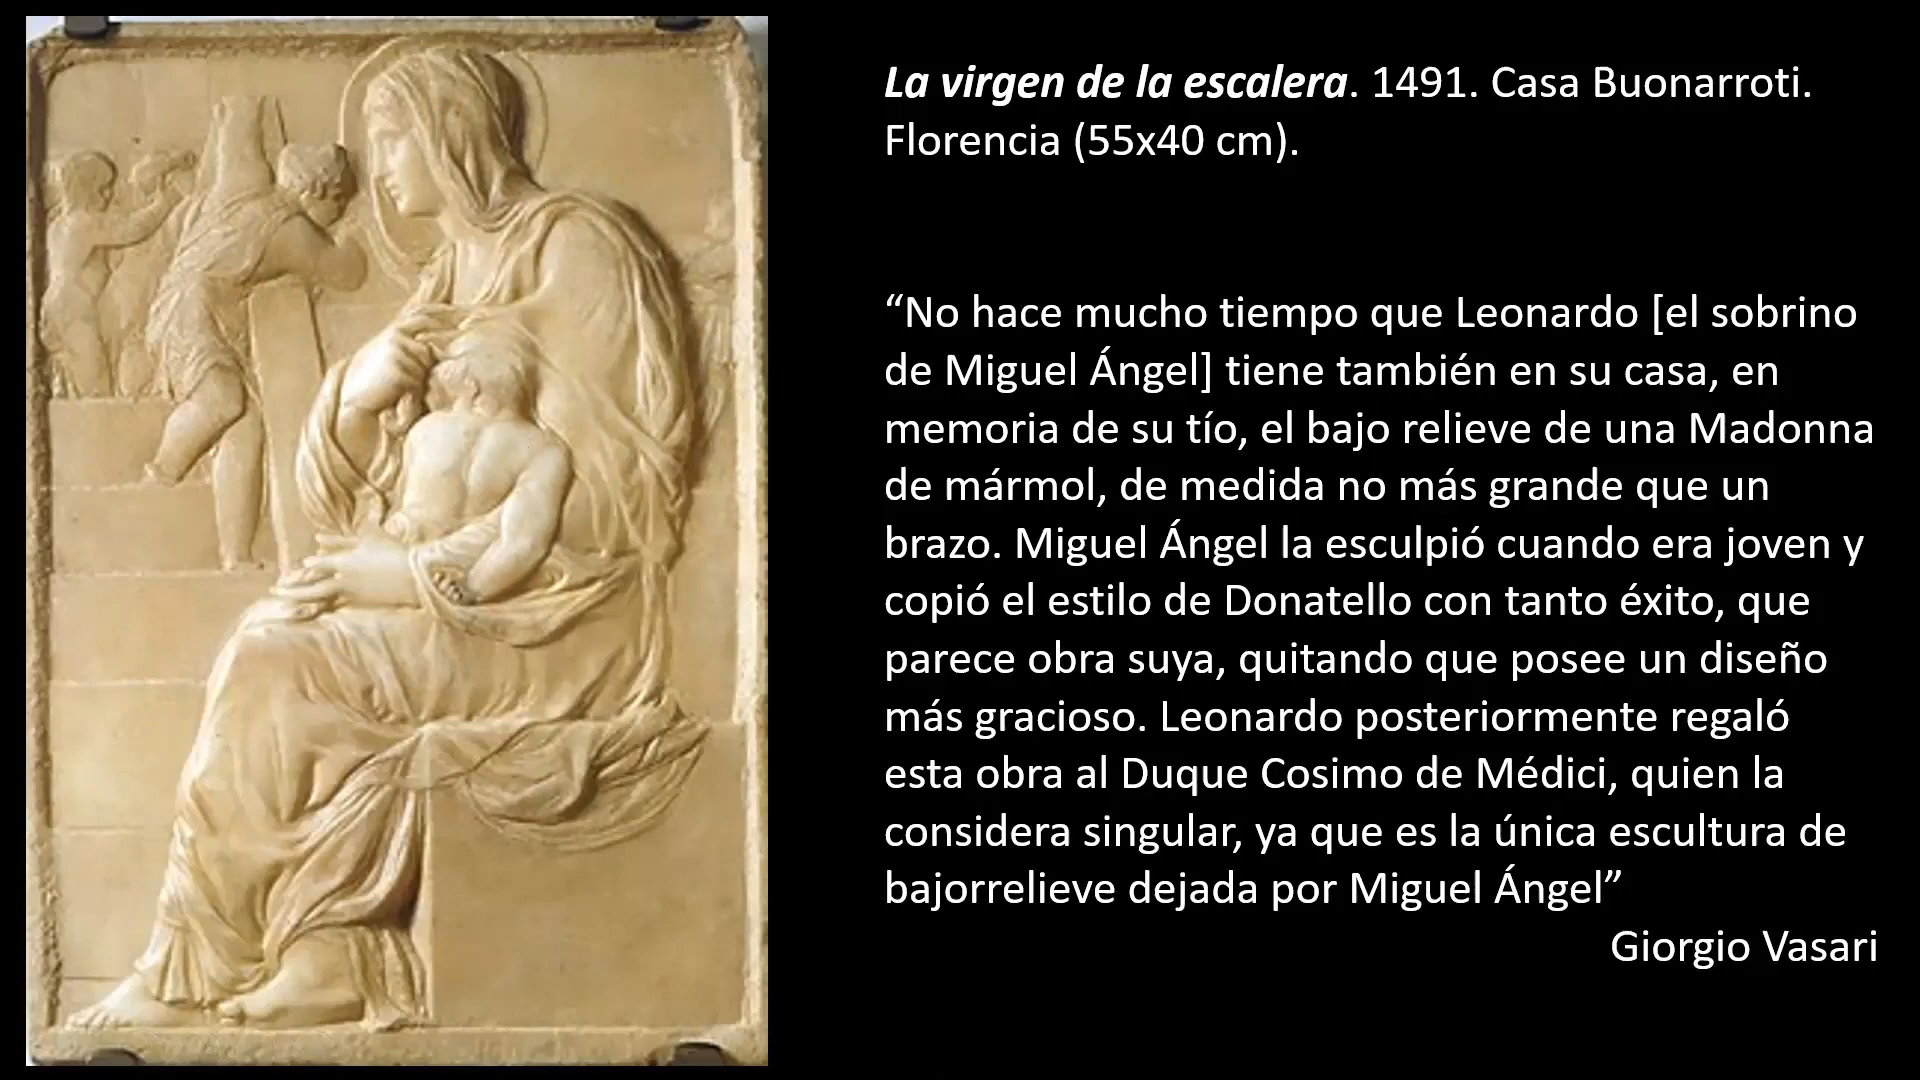 La virgen de la escalera. 1491. Casa Buonarroti.
Florencia (55x40 cm).
“No hace mucho tiempo que Leonardo [el sobrino
de Miguel Ángel] tiene también en su casa, en
memoria de su tío, el bajo relieve de una Madonna
de mármol, de medida no más grande que un
brazo. Miguel Ángel la esculpió cuando era joven y
copió el estilo de Donatello con tanto éxito, que
parece obra suya, quitando que posee un diseño
más gracioso. Leonardo posteriormente regaló
esta obra al Duque Cosimo de Médici, quien la
considera singular, ya que es la única escultura de
bajorrelieve dejada por Miguel Ángel”
Giorgio Vasari